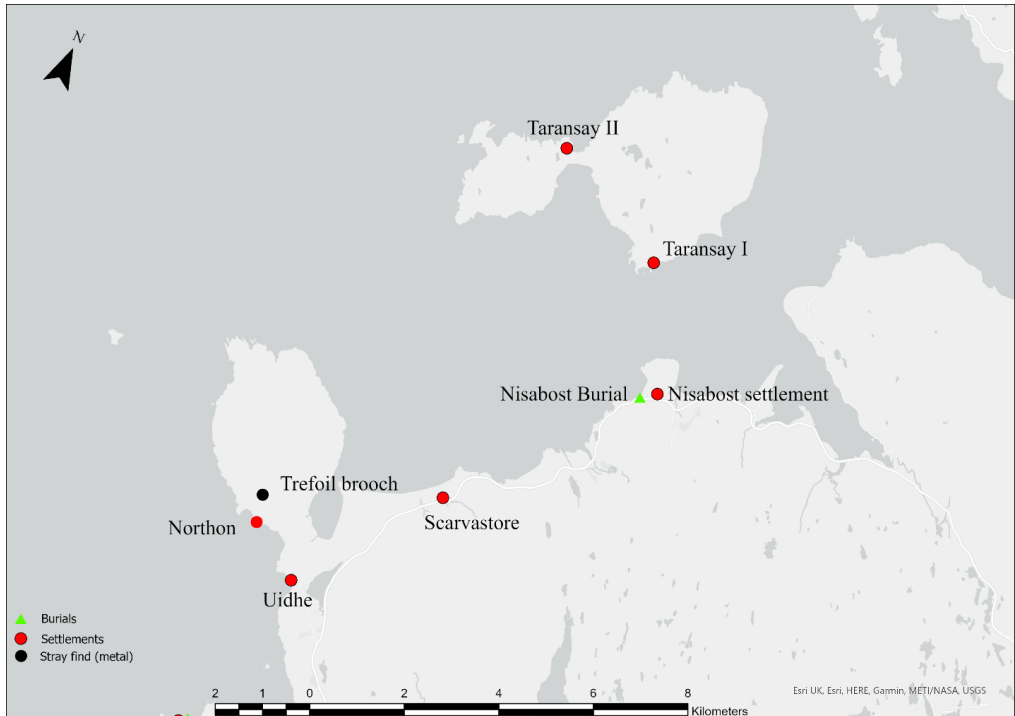 N
Taransay II
Taransay I
Nisabost Burial
Nisabost settlement
Trefoil brooch
Scarvastore
Northon
Uidhe
Burials
Settlements
Stray find (metal)
2 1 0 2 4 6 8
Kilometers
Esri UK, Esri, HERE, Garmin, METI/NASA, USGS